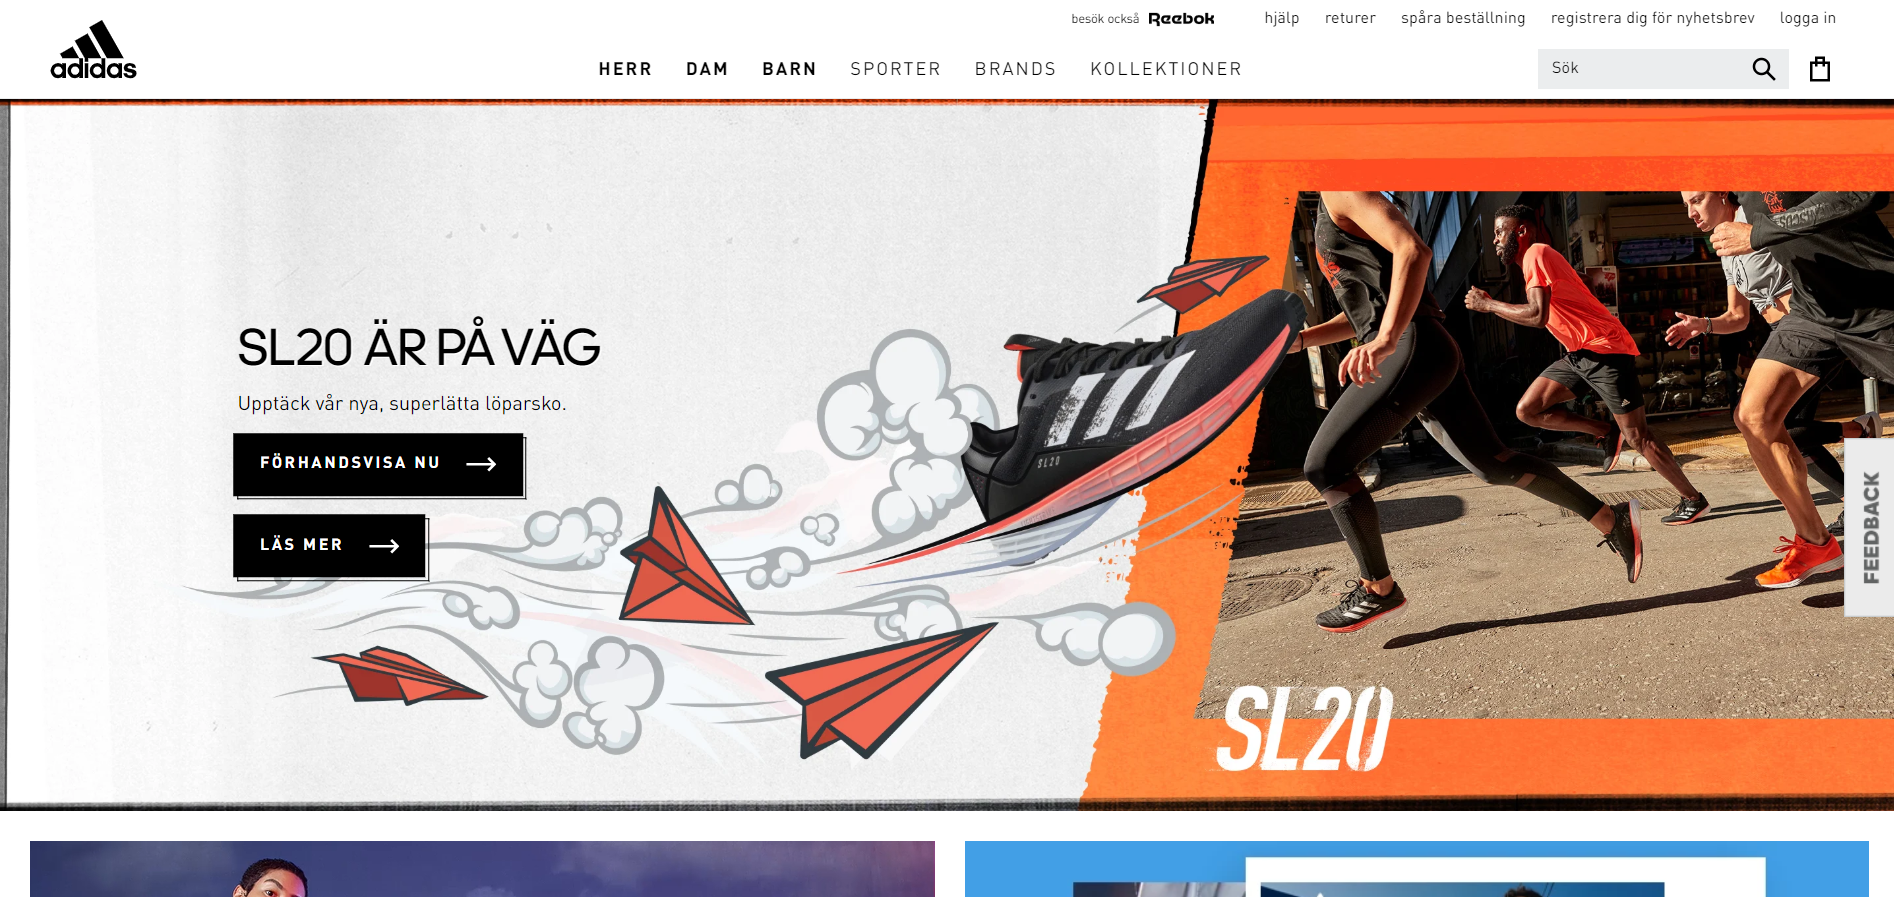 besök också Reebok hjälp returer spåra beställning registrera dig för nyhetsbrev logga in
adidas
HERR DAM BARN SPORTER BRANDS KOLLEKTIONER
Sök
SL20 ÄR PÅ VÄG
Upptäck vår nya, superlätta löparsko.
FÖRHANDSVISA NU
LÄS MER
SL20
SL20
FEEDBACK